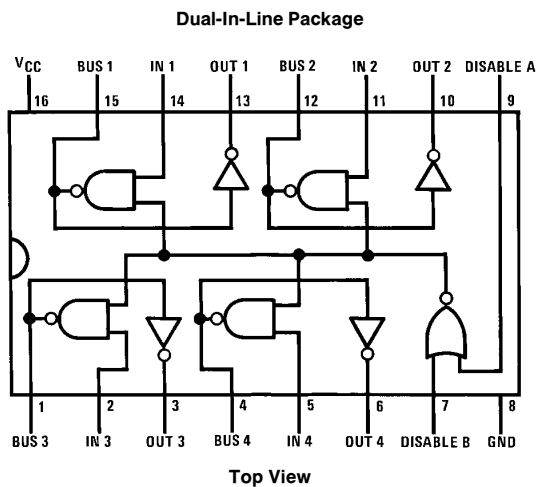 Dual-In-Line Package
VCC BUS 1 IN 1 OUT 1 BUS 2 IN 2 OUT 2 DISABLE A
16 15 14 13 12 11 10 9
1 2 3 4 5 6 7 8
BUS 3 IN 3 OUT 3 BUS 4 IN 4 OUT 4 DISABLE B GND
Top View